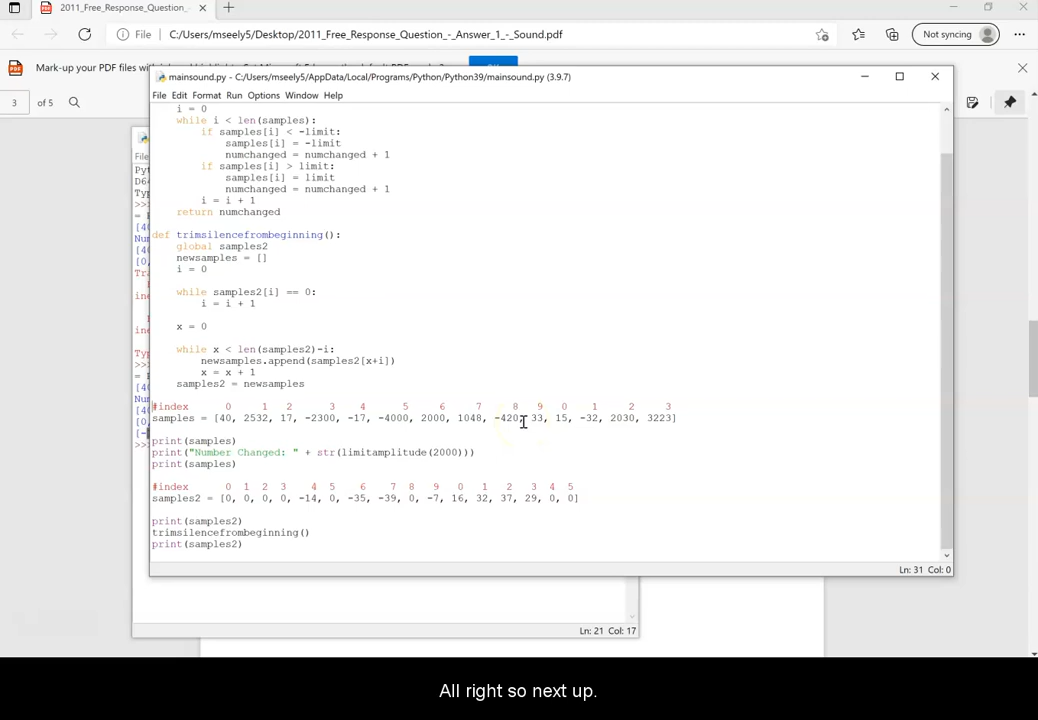 2011_Free_Response_Question_-
File C:/Users/mseely5/Desktop/2011_Free_Response_Question_-_Answer_1_-_Sound.pdf Not syncing
3 of 5
mainsound.py - C:/Users/mseely5/AppData/Local/Programs/Python/Python39/mainsound.py (3.9.7)
File Edit Format Run Options Window Help
i = 0
while i < len(samples):
if samples[i] < -limit:
samples[i] = -limit
numchanged = numchanged + 1
if samples[i] > limit:
samples[i] = limit
numchanged = numchanged + 1
i = i + 1
return numchanged
def trimsilencefrombeginning():
global samples2
newsamples = []
i = 0
while samples2[i] == 0:
i = i + 1
x = 0
while x < len(samples2)-i:
newsamples.append(samples2[x+i])
x = x + 1
samples2 = newsamples
#index 0 1 2 3 4 5 6 7 8 9 0 1 2 3
samples = [40, 2532, 17, -2300, -17, -4000, 2000, 1048, -420, 33, 15, -32, 2030, 3223]
print(samples)
print("Number Changed: " + str(limitamplitude(2000)))
print(samples)
#index 0 1 2 3 4 5 6 7 8 9 0 1 2 3 4 5
samples2 = [0, 0, 0, 0, -14, 0, -35, -39, 0, -7, 16, 32, 37, 29, 0, 0]
print(samples2)
trimsilencefrombeginning()
print(samples2)
Ln: 31 Col: 0
Ln: 21 Col: 17
All right so next up.